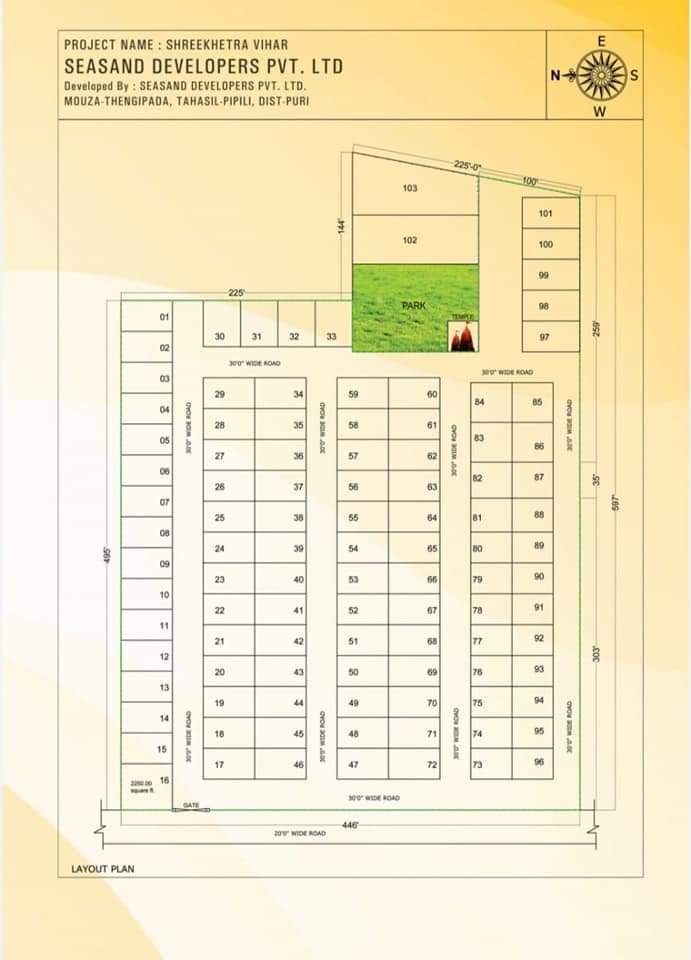 PROJECT NAME : SHREEKHETRA VIHAR
SEASAND DEVELOPERS PVT. LTD
Developed By : SEASAND DEVELOPERS PVT. LTD.
MOUZA-THENGIPADA, TAHASIL-PIPILI, DIST-PURI
E
N S
W
225'-0"
100'
103
144'
102
101
100
99
98
97
PARK
TEMPLE
259'
225'
01
30 31 32 33
02
30'0" WIDE ROAD
30'0" WIDE ROAD
03
29 34 59 60 84 85
04
30'0" WIDE ROAD
30'0" WIDE ROAD
30'0" WIDE ROAD
30'0" WIDE ROAD
28 35 58 61 83 86
05
27 36 57 62
06
26 37 56 63 82 87
35'
597'
07
25 38 55 64 81 88
08
24 39 54 65 80 89
495'
09
23 40 53 66 79 90
10
22 41 52 67 78 91
11
21 42 51 68 77 92
12
303'
20 43 50 69 76 93
13
19 44 49 70 75 94
14
30'0" WIDE ROAD
30'0" WIDE ROAD
30'0" WIDE ROAD
30'0" WIDE ROAD
18 45 48 71 74 95
15
17 46 47 72 73 96
16
2250.00
square ft.
30'0" WIDE ROAD
GATE
446'
20'0" WIDE ROAD
LAYOUT PLAN